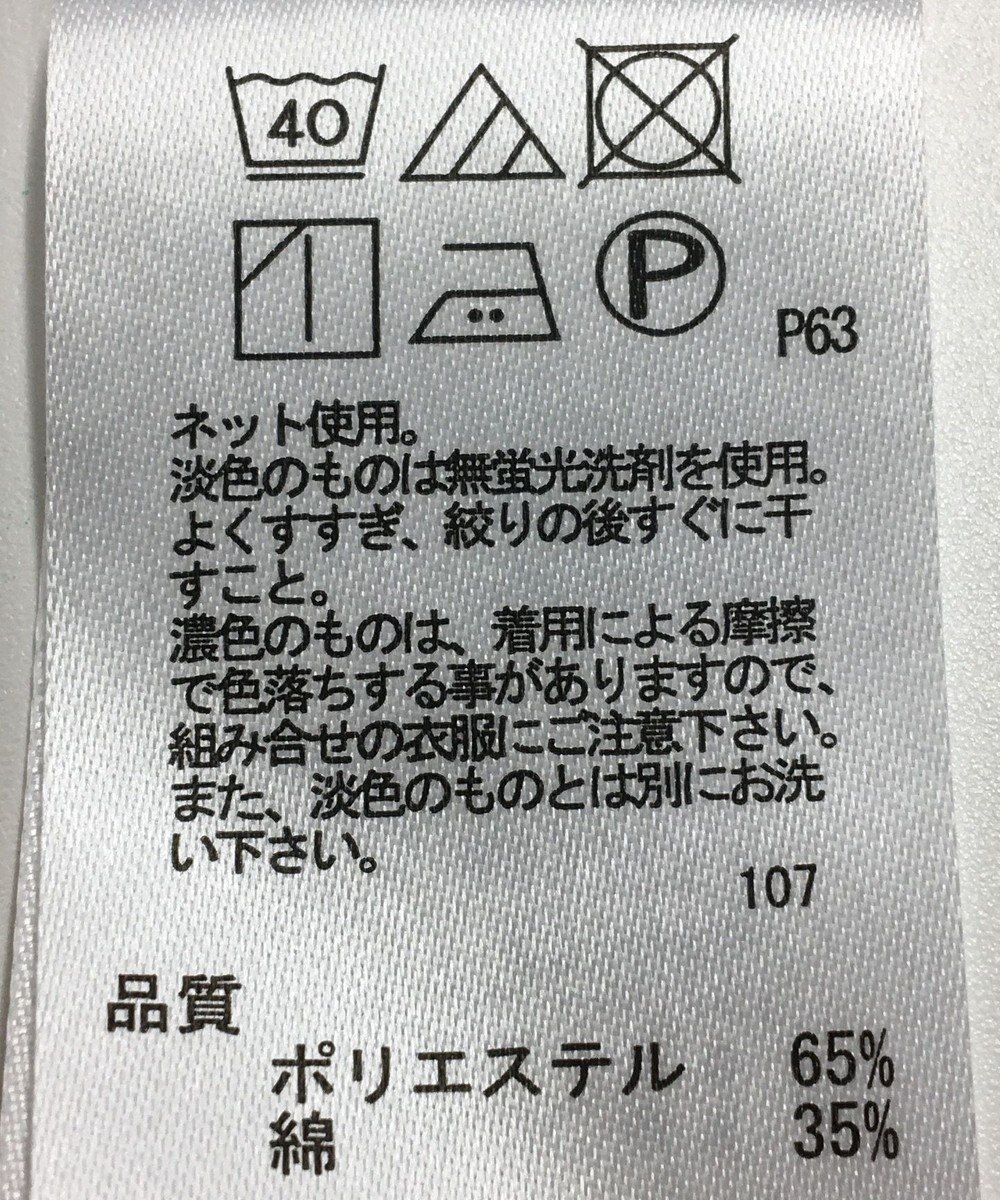 40
P
P63
ネット使用。
淡色のものは無蛍光洗剤を使用。
よくすすぎ、絞りの後すぐに干
すこと。
濃色のものは、着用による摩擦
で色落ちする事がありますので、
組み合せの衣服にご注意下さい。
また、淡色のものとは別にお洗
い下さい。
107
品質
ポリエステル 65%
綿 35%